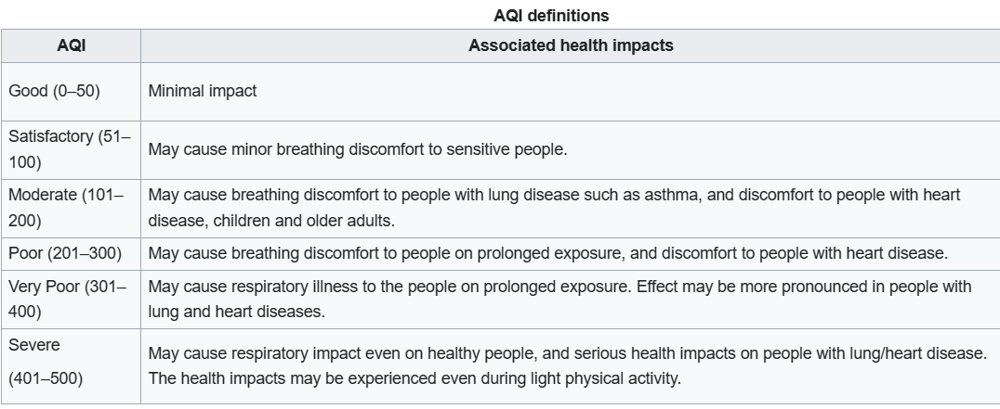 AQI definitions
AQI
Associated health impacts
Good (0–50)
Minimal impact
Satisfactory (51–
100)
May cause minor breathing discomfort to sensitive people.
Moderate (101–
200)
May cause breathing discomfort to people with lung disease such as asthma, and discomfort to people with heart
disease, children and older adults.
Poor (201–300)
May cause breathing discomfort to people on prolonged exposure, and discomfort to people with heart disease.
Very Poor (301–
400)
May cause respiratory illness to the people on prolonged exposure. Effect may be more pronounced in people with
lung and heart diseases.
Severe
(401–500)
May cause respiratory impact even on healthy people, and serious health impacts on people with lung/heart disease.
The health impacts may be experienced even during light physical activity.